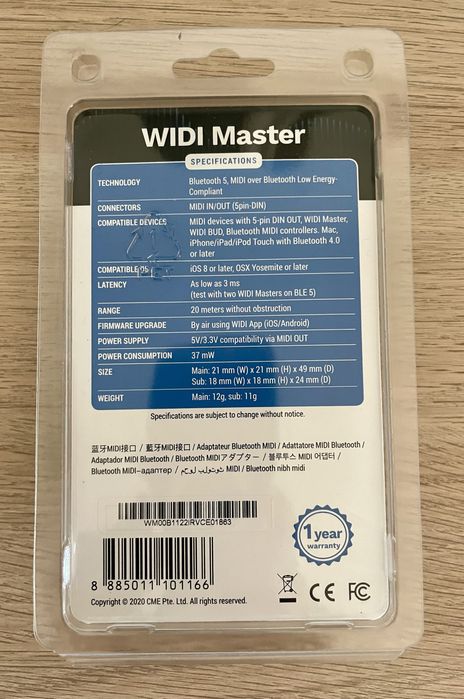 WIDI Master
SPECIFICATIONS
TECHNOLOGY Bluetooth 5, MIDI over Bluetooth Low Energy-
Compliant
CONNECTORS MIDI IN/OUT (5pin-DIN)
COMPATIBLE DEVICES MIDI devices with 5-pin DIN OUT, WIDI Master,
WIDI BUD, Bluetooth MIDI controllers. Mac,
iPhone/iPad/iPod Touch with Bluetooth 4.0
or later
COMPATIBLE OS iOS 8 or later, OSX Yosemite or later
LATENCY As low as 3 ms
(test with two WIDI Masters on BLE 5)
RANGE 20 meters without obstruction
FIRMWARE UPGRADE By air using WIDI App (iOS/Android)
POWER SUPPLY 5V/3.3V compatibility via MIDI OUT
POWER CONSUMPTION 37 mW
SIZE Main: 21 mm (W) x 21 mm (H) x 49 mm (D)
Sub: 18 mm (W) x 18 mm (H) x 24 mm (D)
WEIGHT Main: 12g, sub: 11g
Specifications are subject to change without notice.
蓝牙MIDI接口 / 藍牙MIDI接口 / Adaptateur Bluetooth MIDI / Adattatore MIDI Bluetooth /
Adaptador MIDI Bluetooth / Bluetooth MIDIアダプター / 블루투스 MIDI 어댑터 /
Bluetooth MIDI-адаптер / محول بلوتوث MIDI / Bluetooth nibh midi
WM00B1122IRVCE01863
1 year
warranty
8 885011 101166
CE FC
Copyright © 2020 CME Pte. Ltd. All rights reserved.